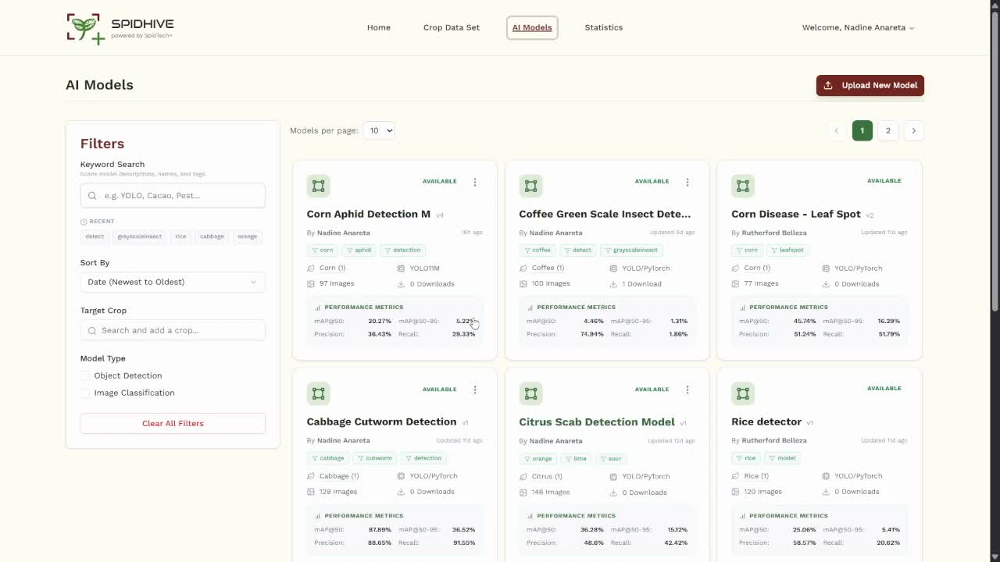 SPIDHIVE
powered by SpidTech+
Home
Crop Data Set
AI Models
Statistics
Welcome, Nadine Anareta
AI Models
Upload New Model
Filters
Keyword Search
Scans model descriptions, names, and tags.
e.g. YOLO, Cacao, Pest...
RECENT
detect grayscaleinsect rice cabbage orange
Sort By
Date (Newest to Oldest)
Target Crop
Search and add a crop...
Model Type
Object Detection
Image Classification
Clear All Filters
Models per page: 10
1 2
AVAILABLE
Corn Aphid Detection M v4
By Nadine Anareta 16h ago
corn aphid detection
Corn (1) YOLO11M
97 Images 0 Downloads
PERFORMANCE METRICS
mAP@50: 20.27% mAP@50-95: 5.22%
Precision: 36.43% Recall: 29.33%
AVAILABLE
Coffee Green Scale Insect Dete...
By Nadine Anareta Updated 5d ago
coffee detect grayscaleinsect
Coffee (1) YOLO/PyTorch
100 Images 1 Download
PERFORMANCE METRICS
mAP@50: 4.46% mAP@50-95: 1.31%
Precision: 74.94% Recall: 1.86%
AVAILABLE
Corn Disease - Leaf Spot v2
By Rutherford Belleza Updated 11d ago
corn leafspot
Corn (1) YOLO/PyTorch
77 Images 0 Downloads
PERFORMANCE METRICS
mAP@50: 45.74% mAP@50-95: 16.29%
Precision: 51.24% Recall: 51.79%
AVAILABLE
Cabbage Cutworm Detection v1
By Nadine Anareta Updated 11d ago
cabbage cutworm detection
Cabbage (1) YOLO/PyTorch
129 Images 0 Downloads
PERFORMANCE METRICS
mAP@50: 87.89% mAP@50-95: 36.52%
Precision: 88.65% Recall: 91.55%
AVAILABLE
Citrus Scab Detection Model v1
By Nadine Anareta Updated 12d ago
orange lime sour
Citrus (1) YOLO/PyTorch
146 Images 0 Downloads
PERFORMANCE METRICS
mAP@50: 36.28% mAP@50-95: 15.12%
Precision: 48.6% Recall: 42.42%
AVAILABLE
Rice detector v1
By Rutherford Belleza Updated 11d ago
rice model
Rice (1) YOLO/PyTorch
120 Images 0 Downloads
PERFORMANCE METRICS
mAP@50: 25.06% mAP@50-95: 5.41%
Precision: 58.57% Recall: 20.62%